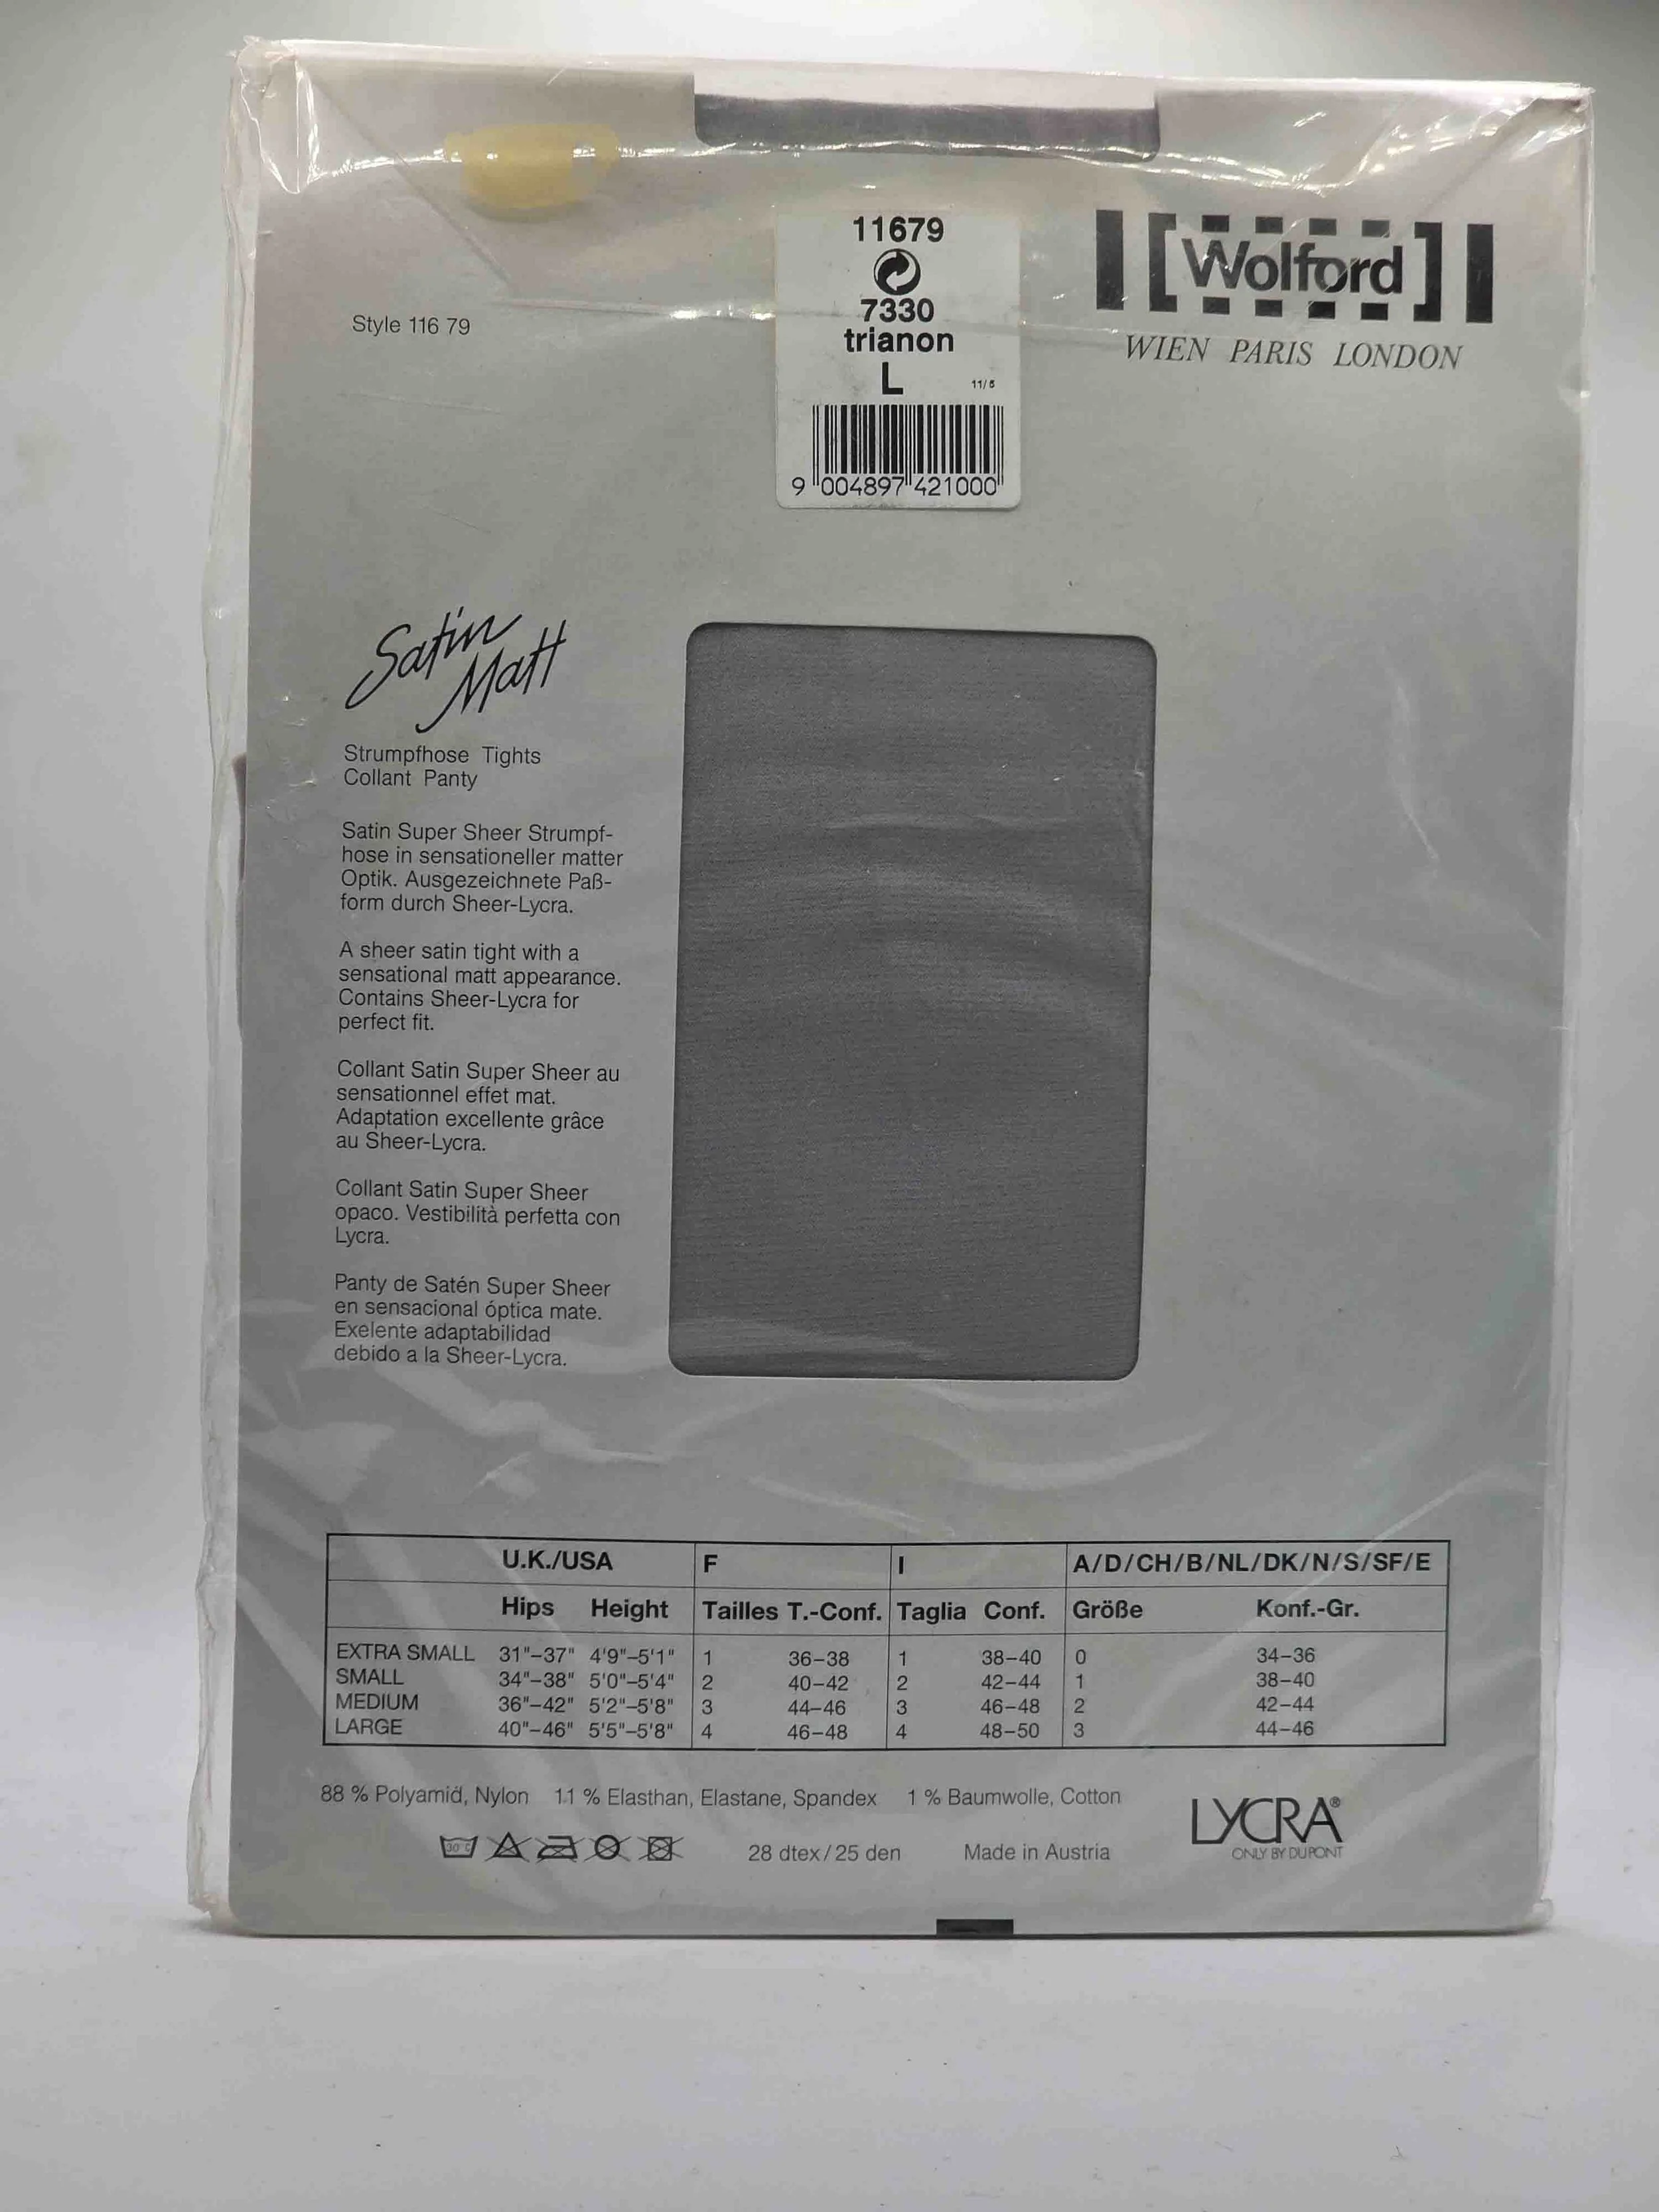 11679
7330
trianon
L
11/5
9 004897 421000
[Wolford]
WIEN PARIS LONDON
Style 116 79
Satin
Matt
Strumpfhose Tights
Collant Panty
Satin Super Sheer Strumpf-
hose in sensationeller matter
Optik. Ausgezeichnete Paß-
form durch Sheer-Lycra.
A sheer satin tight with a
sensational matt appearance.
Contains Sheer-Lycra for
perfect fit.
Collant Satin Super Sheer au
sensationnel effet mat.
Adaptation excellente grâce
au Sheer-Lycra.
Collant Satin Super Sheer
opaco. Vestibilità perfetta con
Lycra.
Panty de Satén Super Sheer
en sensacional óptica mate.
Exelente adaptabilidad
debido a la Sheer-Lycra.
U.K./USA F I A/D/CH/B/NL/DK/N/S/SF/E
Hips Height Tailles T.-Conf. Taglia Conf. Größe Konf.-Gr.
EXTRA SMALL 31"–37" 4'9"–5'1" 1 36–38 1 38–40 0 34–36
SMALL 34"–38" 5'0"–5'4" 2 40–42 2 42–44 1 38–40
MEDIUM 36"–42" 5'2"–5'8" 3 44–46 3 46–48 2 42–44
LARGE 40"–46" 5'5"–5'8" 4 46–48 4 48–50 3 44–46
88 % Polyamid, Nylon 11 % Elasthan, Elastane, Spandex 1 % Baumwolle, Cotton
30°C 28 dtex/25 den Made in Austria
LYCRA®
ONLY BY DU PONT